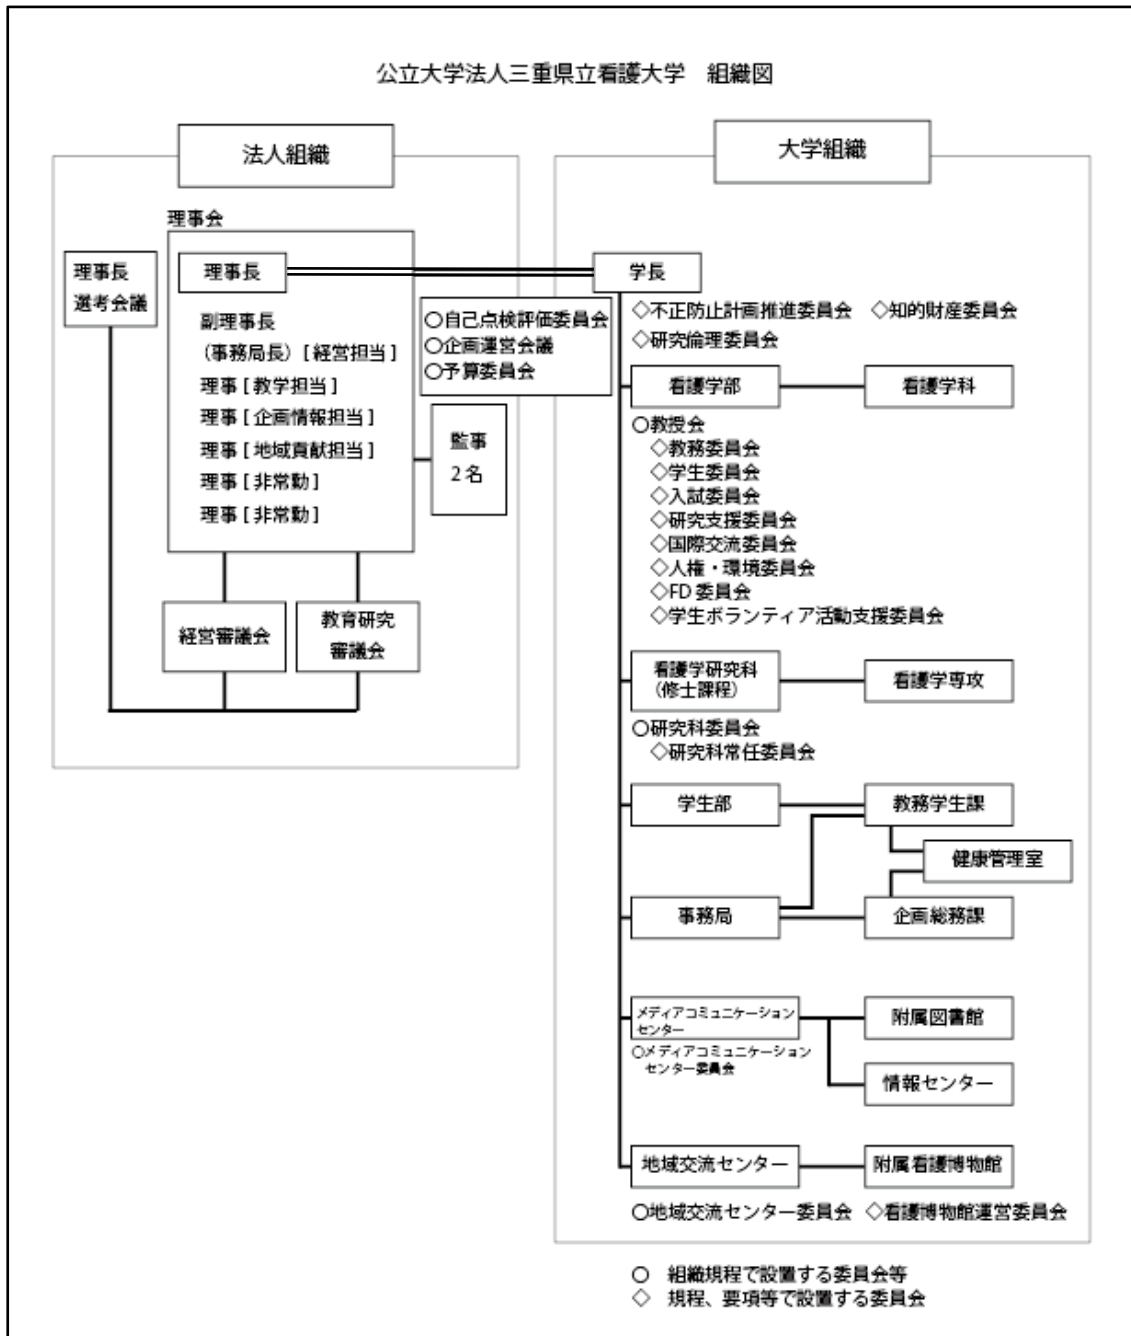 公立大学法人三重県立看護大学　組織図
法人組織
理事会
理事長
選考会議
理事長
副理事長
（事務局長）［経営担当］
理事［教学担当］
理事［企画情報担当］
理事［地域貢献担当］
理事［非常勤］
理事［非常勤］
○自己点検評価委員会
○企画運営会議
○予算委員会
監事
2名
経営審議会
教育研究
審議会
大学組織
学長
◇不正防止計画推進委員会　◇知的財産委員会
◇研究倫理委員会
看護学部
看護学科
○教授会
◇教務委員会
◇学生委員会
◇入試委員会
◇研究支援委員会
◇国際交流委員会
◇人権・環境委員会
◇FD委員会
◇学生ボランティア活動支援委員会
看護学研究科
（修士課程）
看護学専攻
○研究科委員会
◇研究科常任委員会
学生部
教務学生課
健康管理室
事務局
企画総務課
メディアコミュニケーション
センター
附属図書館
○メディアコミュニケーション
センター委員会
情報センター
地域交流センター
附属看護博物館
○地域交流センター委員会　◇看護博物館運営委員会
○　組織規程で設置する委員会等
◇　規程、要項等で設置する委員会